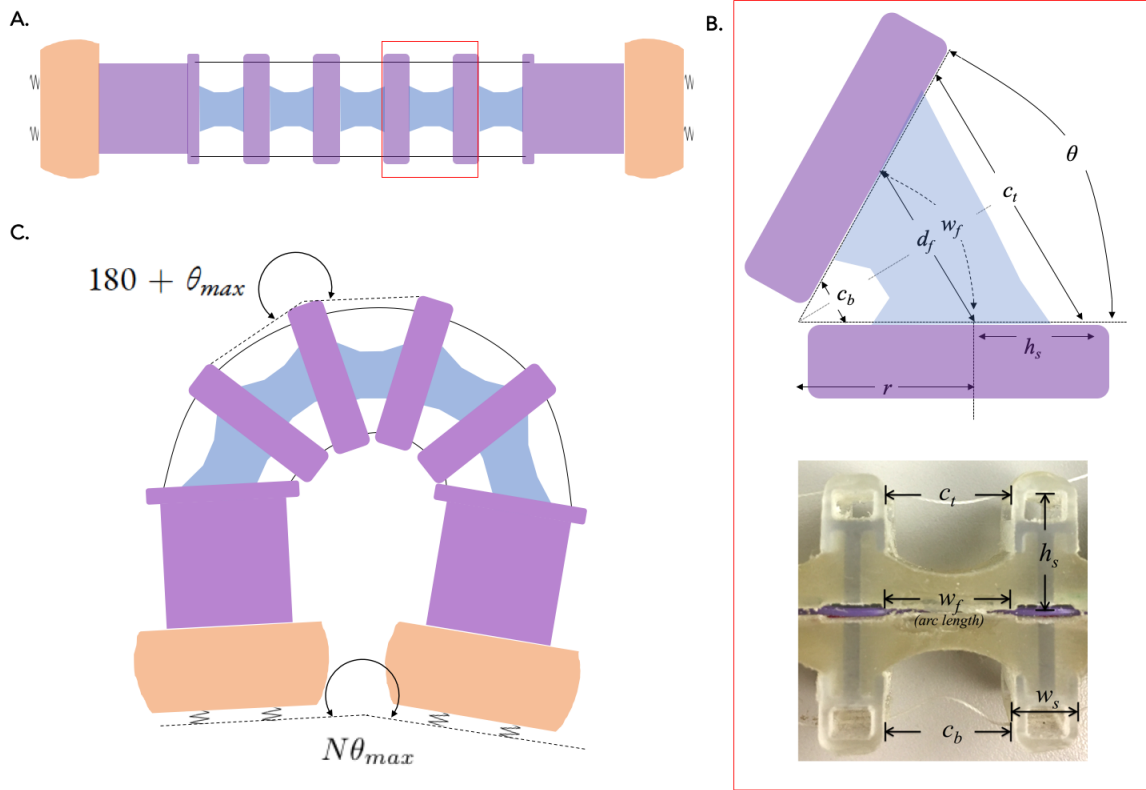 A.
B.
θ
c_t
w_f
d_f
c_b
h_s
r
C.
180 + θ_max
Nθ_max
c_t
h_s
w_f
(arc length)
w_s
c_b